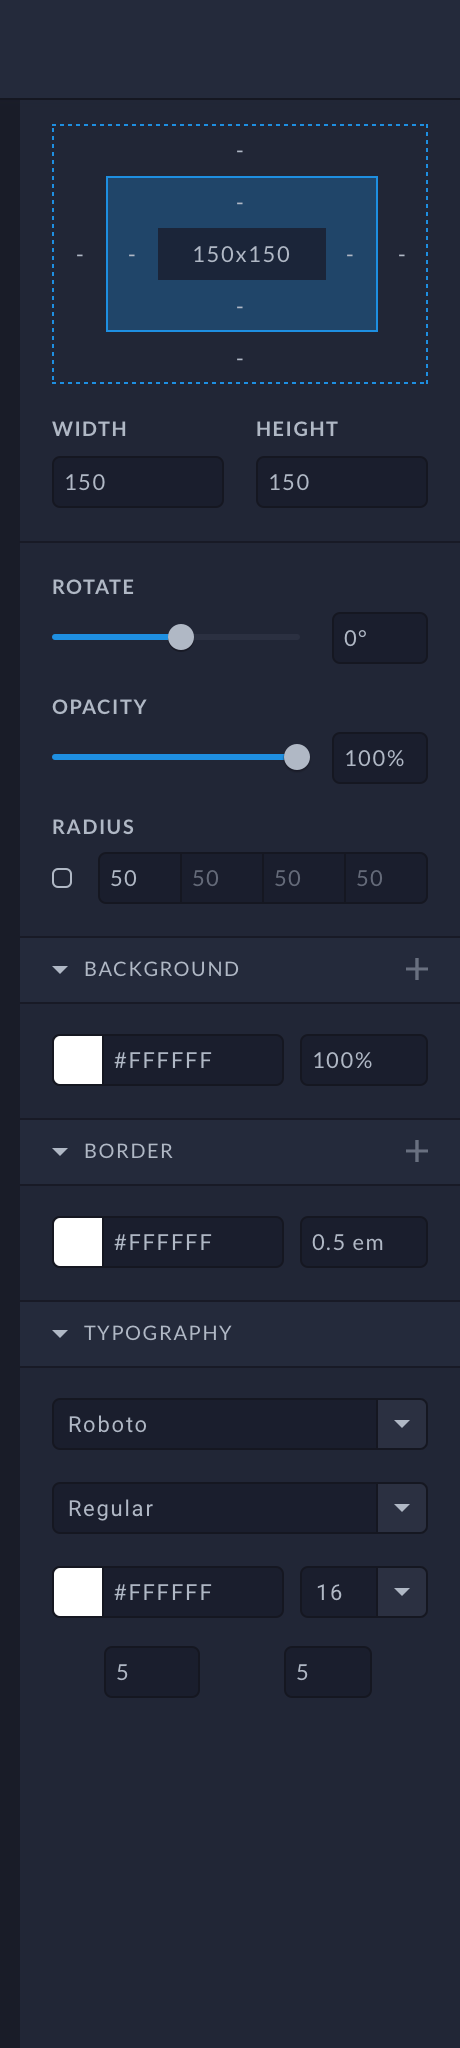 -
-
- - 150x150 - -
-
-
WIDTH HEIGHT
150 150
ROTATE
0°
OPACITY
100%
RADIUS
50 50 50 50
BACKGROUND
#FFFFFF 100%
BORDER
#FFFFFF 0.5 em
TYPOGRAPHY
Roboto
Regular
#FFFFFF 16
5 5